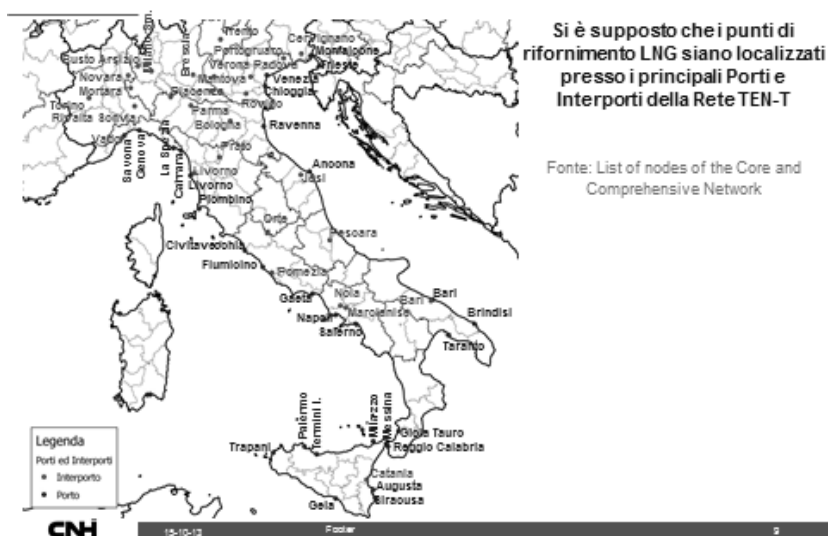 Si è supposto che i punti di
rifornimento LNG siano localizzati
presso i principali Porti e
Interporti della Rete TEN-T
Fonte: List of nodes of the Core and
Comprehensive Network
Trento
Cervignano
Portogruaro
Monfalcone
Brescia
Busto Arsizio
Verona Padova
Trieste
Novara
Mantova
Venezia
Mortara
Piacenza
Chioggia
Torino
Rovigo
Rivalta Scrivia
Parma
Bologna
Ravenna
Vado
Savona
Genova
La Spezia
Carrara
Prato
Ancona
Jesi
Livorno
Livorno
Piombino
Orte
Pescara
Civitavecchia
Fiumicino
Pomezia
Gaeta
Nola
Bari
Bari
Marcianise
Napoli
Brindisi
Salerno
Taranto
Palermo
Termini I.
Milazzo
Messina
Gioia Tauro
Reggio Calabria
Trapani
Catania
Augusta
Siracusa
Gela
Legenda
Porti ed Interporti
Interporto
Porto
CNHi
15-10-13
Footer
9